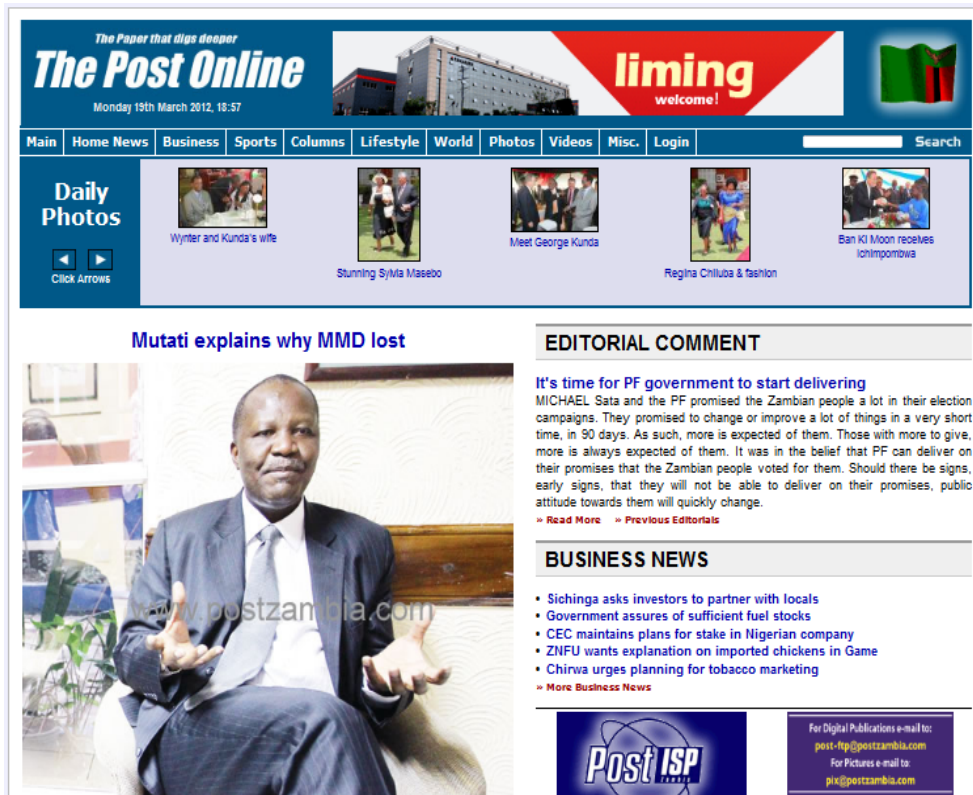 The Paper that digs deeper
The Post Online
Monday 19th March 2012, 18:57
liming
welcome!
Main
Home News
Business
Sports
Columns
Lifestyle
World
Photos
Videos
Misc.
Login
Search
Daily
Photos
Click Arrows
Wynter and Kunda's wife
Stunning Sylvia Masebo
Meet George Kunda
Regina Chiluba & fashion
Ban Ki Moon receives
Ichimpombwa
Mutati explains why MMD lost
www.postzambia.com
EDITORIAL COMMENT
It's time for PF government to start delivering
MICHAEL Sata and the PF promised the Zambian people a lot in their election
campaigns. They promised to change or improve a lot of things in a very short
time, in 90 days. As such, more is expected of them. Those with more to give,
more is always expected of them. It was in the belief that PF can deliver on
their promises that the Zambian people voted for them. Should there be signs,
early signs, that they will not be able to deliver on their promises, public
attitude towards them will quickly change.
» Read More » Previous Editorials
BUSINESS NEWS
• Sichinga asks investors to partner with locals
• Government assures of sufficient fuel stocks
• CEC maintains plans for stake in Nigerian company
• ZNFU wants explanation on imported chickens in Game
• Chirwa urges planning for tobacco marketing
» More Business News
Post ISP
ZAMBIA
For Digital Publications e-mail to:
post-ftp@postzambia.com
For Pictures e-mail to:
pix@postzambia.com